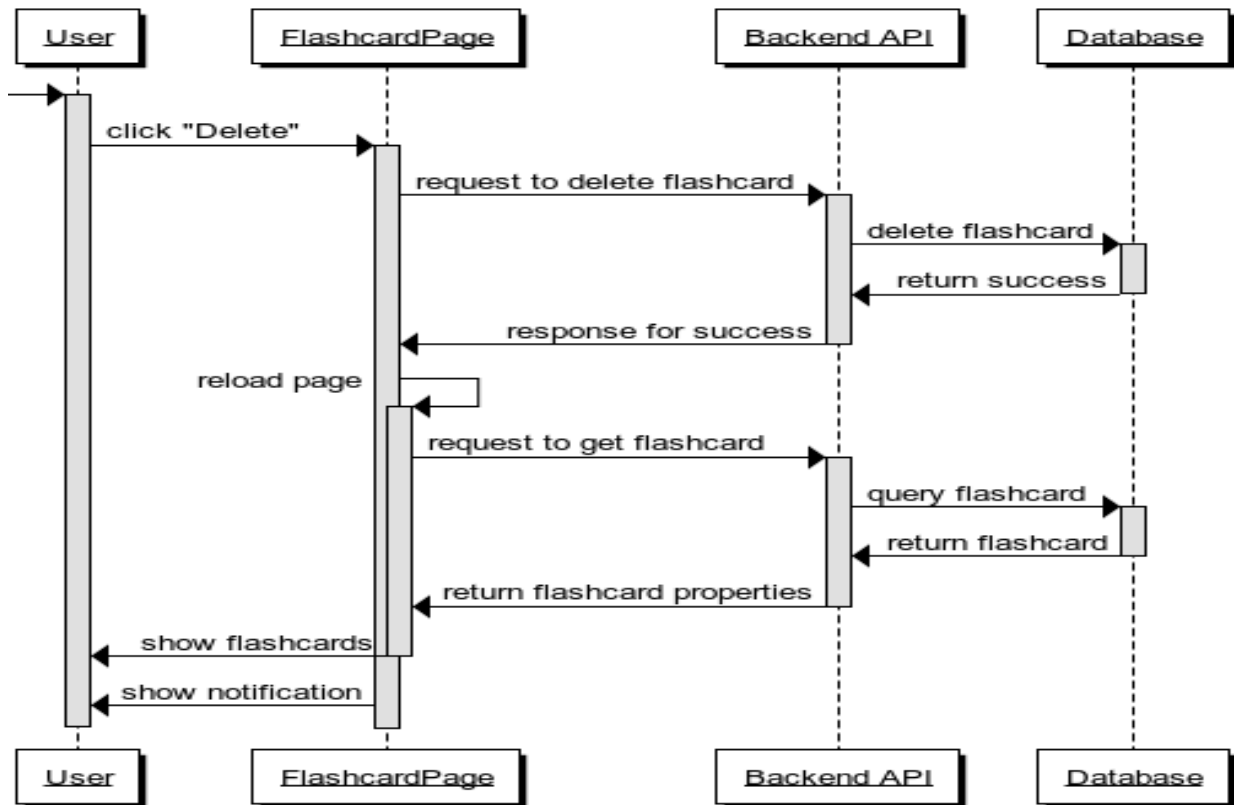 User
FlashcardPage
Backend API
Database
click "Delete"
request to delete flashcard
delete flashcard
return success
response for success
reload page
request to get flashcard
query flashcard
return flashcard
return flashcard properties
show flashcards
show notification
User
FlashcardPage
Backend API
Database